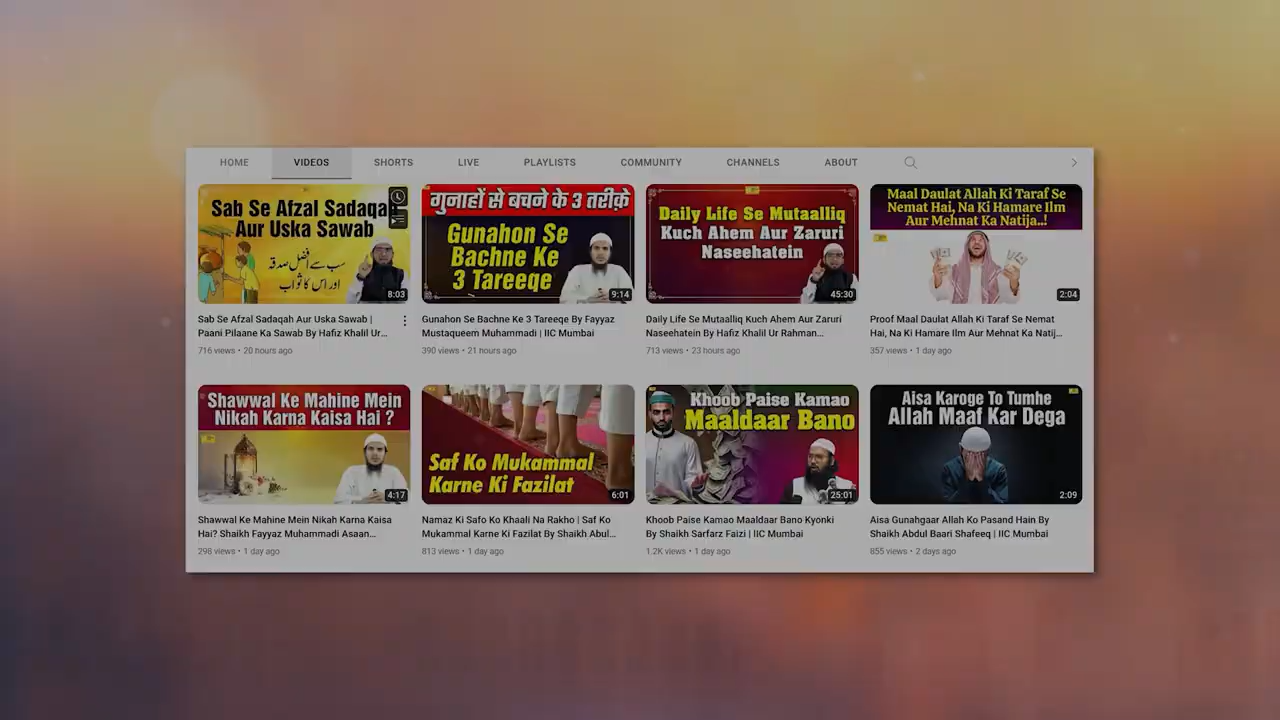 HOME VIDEOS SHORTS LIVE PLAYLISTS COMMUNITY CHANNELS ABOUT
Sab Se Afzal Sadaqah
Aur Uska Sawab
سب سے افضل صدقہ
اور اس کا ثواب
8:03
गुनाहों से बचने के 3 तरीक़े
Gunahon Se
Bachne Ke
3 Tareeqe
9:14
Daily Life Se Mutaalliq
Kuch Ahem Aur Zaruri
Naseehatein
45:30
Maal Daulat Allah Ki Taraf Se
Nemat Hai, Na Ki Hamare Ilm
Aur Mehnat Ka Natija..!
2:04
Sab Se Afzal Sadaqah Aur Uska Sawab |
Paani Pilaane Ka Sawab By Hafiz Khalil Ur...
716 views • 20 hours ago
Gunahon Se Bachne Ke 3 Tareeqe By Fayyaz
Mustaqueem Muhammadi | IIC Mumbai
390 views • 21 hours ago
Daily Life Se Mutaalliq Kuch Ahem Aur Zaruri
Naseehatein By Hafiz Khalil Ur Rahman...
713 views • 23 hours ago
Proof Maal Daulat Allah Ki Taraf Se Nemat
Hai, Na Ki Hamare Ilm Aur Mehnat Ka Natij...
357 views • 1 day ago
Shawwal Ke Mahine Mein
Nikah Karna Kaisa Hai ?
4:17
Saf Ko Mukammal
Karne Ki Fazilat
6:01
Khoob Paise Kamao
Maaldaar Bano
25:01
Aisa Karoge To Tumhe
Allah Maaf Kar Dega
2:09
Shawwal Ke Mahine Mein Nikah Karna Kaisa
Hai? Shaikh Fayyaz Muhammadi Asaan...
298 views • 1 day ago
Namaz Ki Safo Ko Khaali Na Rakho | Saf Ko
Mukammal Karne Ki Fazilat By Shaikh Abul...
813 views • 1 day ago
Khoob Paise Kamao Maaldaar Bano Kyonki
By Shaikh Sarfarz Faizi | IIC Mumbai
1.2K views • 1 day ago
Aisa Gunahgaar Allah Ko Pasand Hain By
Shaikh Abdul Baari Shafeeq | IIC Mumbai
855 views • 2 days ago